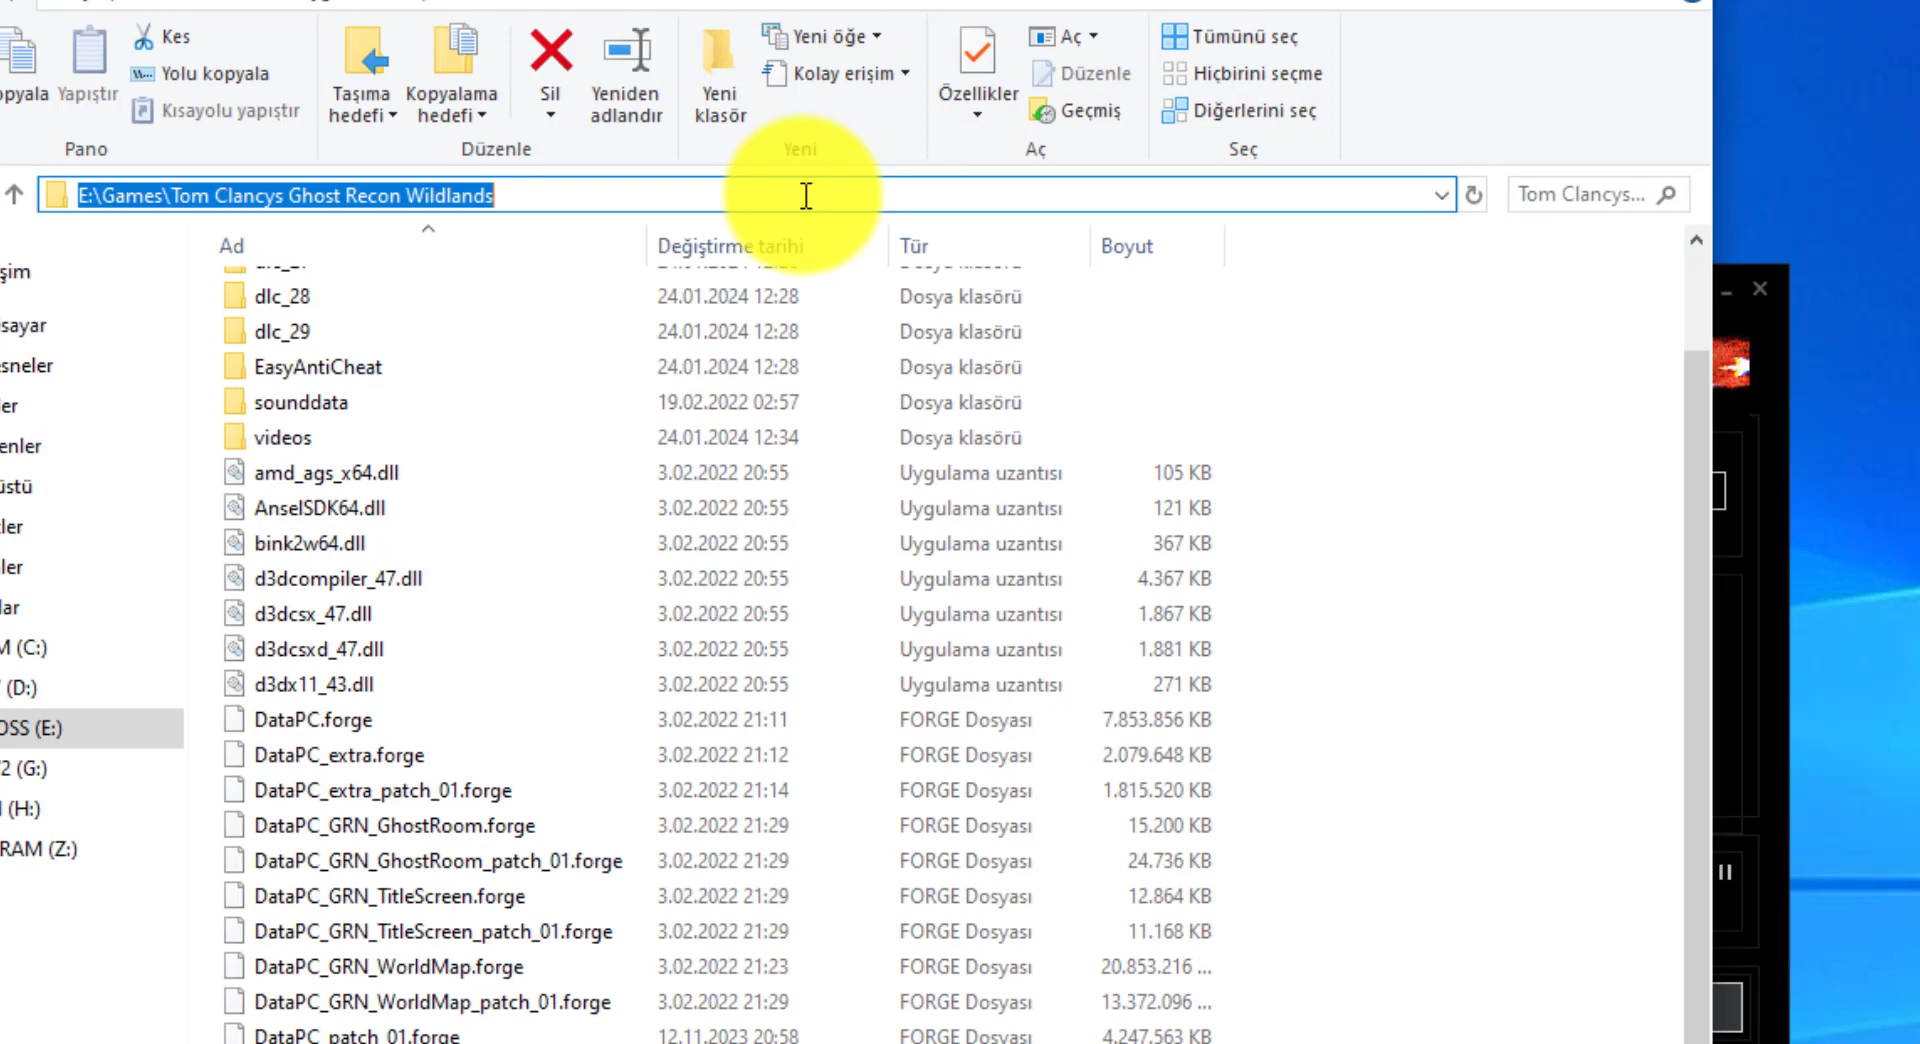 Kes
Yolu kopyala
Kısayolu yapıştır
Yapıştır
Pano
Taşıma hedefi
Kopyalama hedefi
Sil
Yeniden adlandır
Düzenle
Yeni klasör
Yeni öğe
Kolay erişim
Yeni
Özellikler
Aç
Düzenle
Geçmiş
Aç
Tümünü seç
Hiçbirini seçme
Diğerlerini seç
Seç
E:\Games\Tom Clancys Ghost Recon Wildlands
Tom Clancys...
Ad Değiştirme tarihi Tür Boyut
dlc_28 24.01.2024 12:28 Dosya klasörü
dlc_29 24.01.2024 12:28 Dosya klasörü
EasyAntiCheat 24.01.2024 12:28 Dosya klasörü
sounddata 19.02.2022 02:57 Dosya klasörü
videos 24.01.2024 12:34 Dosya klasörü
amd_ags_x64.dll 3.02.2022 20:55 Uygulama uzantısı 105 KB
AnselSDK64.dll 3.02.2022 20:55 Uygulama uzantısı 121 KB
bink2w64.dll 3.02.2022 20:55 Uygulama uzantısı 367 KB
d3dcompiler_47.dll 3.02.2022 20:55 Uygulama uzantısı 4.367 KB
d3dcsx_47.dll 3.02.2022 20:55 Uygulama uzantısı 1.867 KB
d3dcsxd_47.dll 3.02.2022 20:55 Uygulama uzantısı 1.881 KB
d3dx11_43.dll 3.02.2022 20:55 Uygulama uzantısı 271 KB
DataPC.forge 3.02.2022 21:11 FORGE Dosyası 7.853.856 KB
DataPC_extra.forge 3.02.2022 21:12 FORGE Dosyası 2.079.648 KB
DataPC_extra_patch_01.forge 3.02.2022 21:14 FORGE Dosyası 1.815.520 KB
DataPC_GRN_GhostRoom.forge 3.02.2022 21:29 FORGE Dosyası 15.200 KB
DataPC_GRN_GhostRoom_patch_01.forge 3.02.2022 21:29 FORGE Dosyası 24.736 KB
DataPC_GRN_TitleScreen.forge 3.02.2022 21:29 FORGE Dosyası 12.864 KB
DataPC_GRN_TitleScreen_patch_01.forge 3.02.2022 21:29 FORGE Dosyası 11.168 KB
DataPC_GRN_WorldMap.forge 3.02.2022 21:23 FORGE Dosyası 20.853.216 ...
DataPC_GRN_WorldMap_patch_01.forge 3.02.2022 21:29 FORGE Dosyası 13.372.096 ...
DataPC_patch_01.forge 12.11.2023 20:58 FORGE Dosyası 4.247.563 KB
(C:)
(D:)
(E:)
(G:)
(H:)
RAM (Z:)